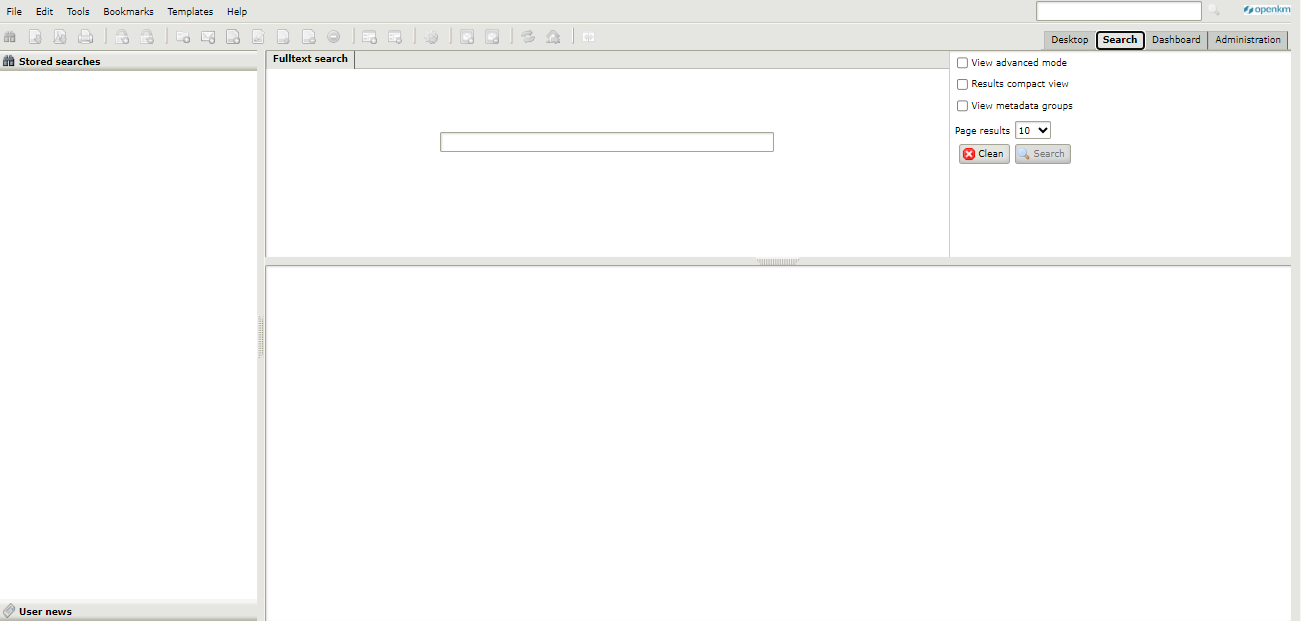 File Edit Tools Bookmarks Templates Help
openkm
Desktop Search Dashboard Administration
Stored searches
Fulltext search
View advanced mode
Results compact view
View metadata groups
Page results 10
Clean Search
User news